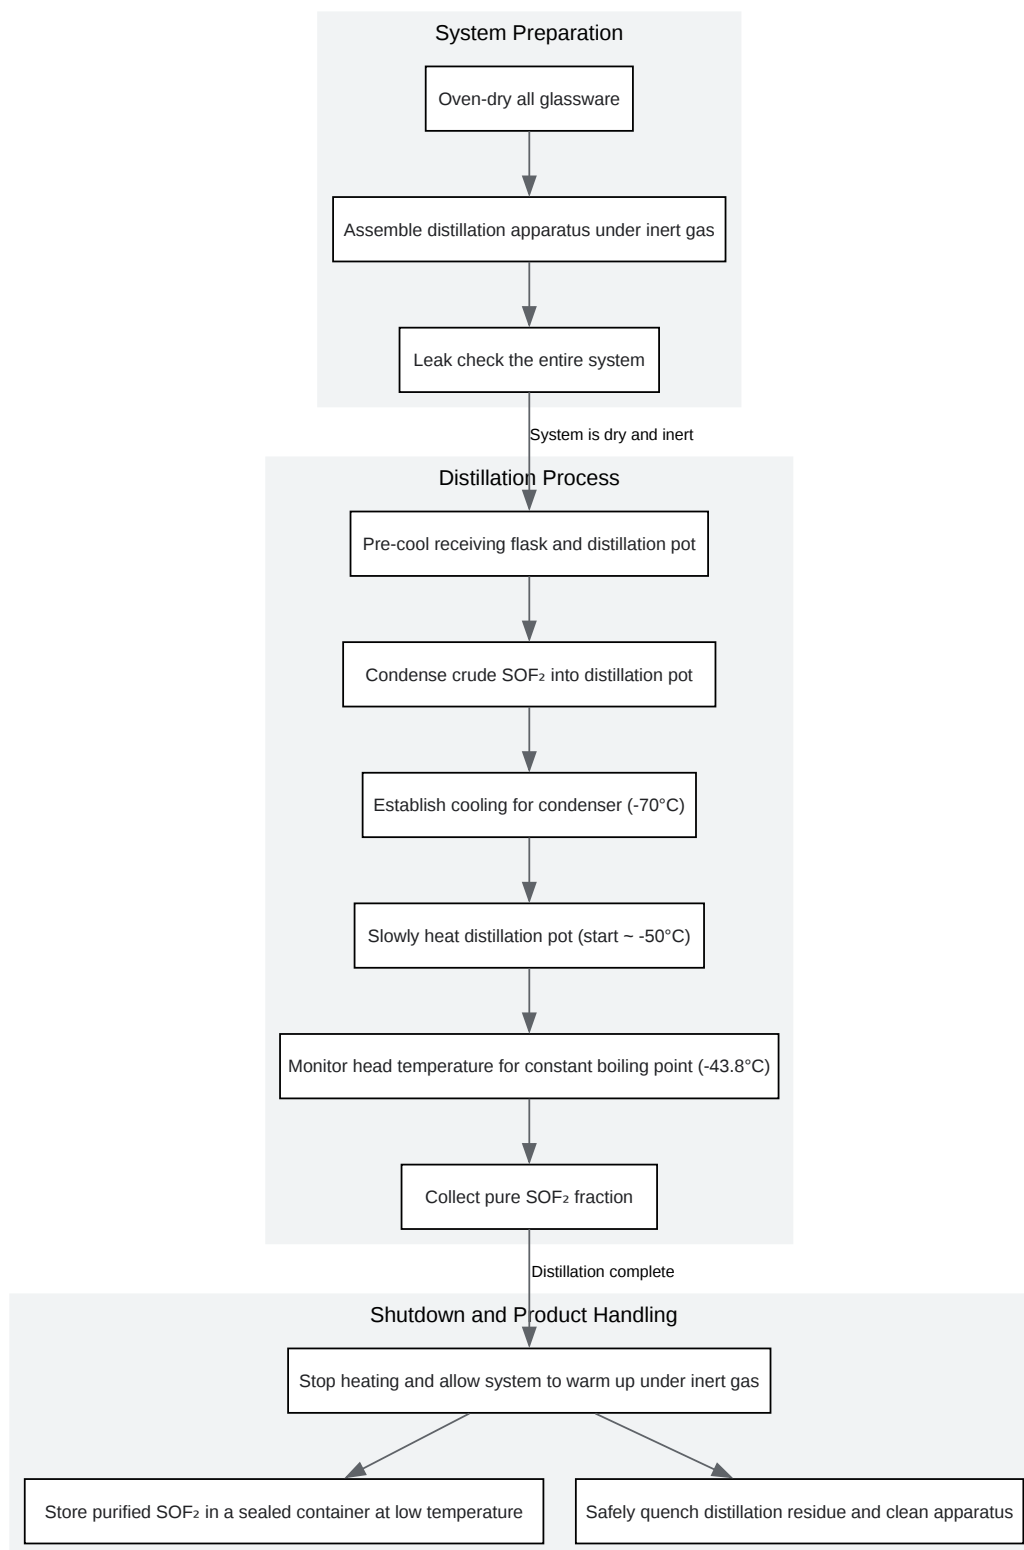 System Preparation
Oven-dry all glassware
Assemble distillation apparatus under inert gas
Leak check the entire system
System is dry and inert
Distillation Process
Pre-cool receiving flask and distillation pot
Condense crude SOF₂ into distillation pot
Establish cooling for condenser (-70°C)
Slowly heat distillation pot (start ~ -50°C)
Monitor head temperature for constant boiling point (-43.8°C)
Collect pure SOF₂ fraction
Distillation complete
Shutdown and Product Handling
Stop heating and allow system to warm up under inert gas
Store purified SOF₂ in a sealed container at low temperature
Safely quench distillation residue and clean apparatus